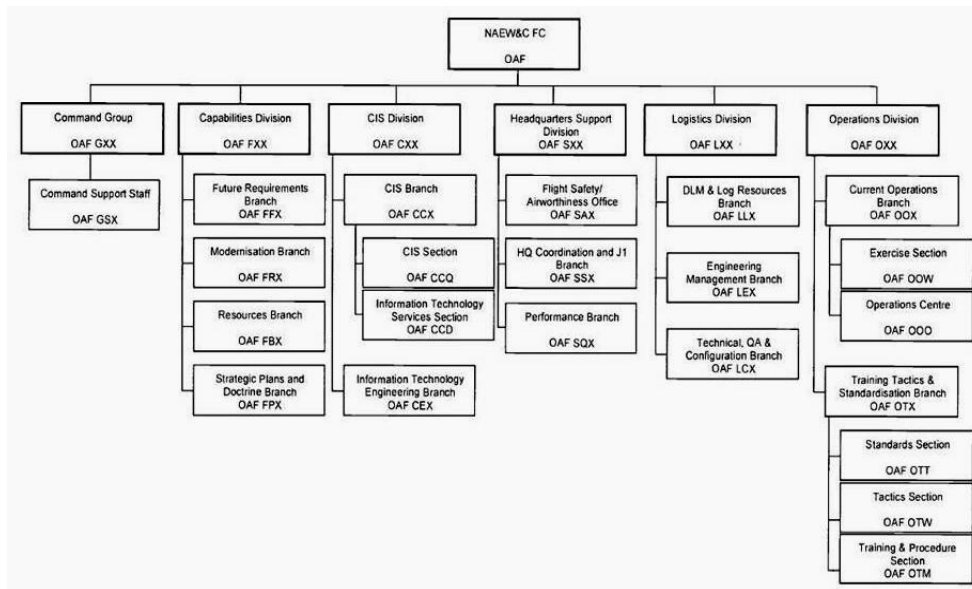 NAEW&C FC
OAF
Command Group
OAF GXX
Command Support Staff
OAF GSX
Capabilities Division
OAF FXX
Future Requirements
Branch
OAF FFX
Modernisation Branch
OAF FRX
Resources Branch
OAF FBX
Strategic Plans and
Doctrine Branch
OAF FPX
CIS Division
OAF CXX
CIS Branch
OAF CCX
CIS Section
OAF CCQ
Information Technology
Services Section
OAF CCD
Information Technology
Engineering Branch
OAF CEX
Headquarters Support
Division
OAF SXX
Flight Safety/
Airworthiness Office
OAF SAX
HQ Coordination and J1
Branch
OAF SSX
Performance Branch
OAF SQX
Logistics Division
OAF LXX
DLM & Log Resources
Branch
OAF LLX
Engineering
Management Branch
OAF LEX
Technical, QA &
Configuration Branch
OAF LCX
Operations Division
OAF OXX
Current Operations
Branch
OAF OOX
Exercise Section
OAF OOW
Operations Centre
OAF OOO
Training Tactics &
Standardisation Branch
OAF OTX
Standards Section
OAF OTT
Tactics Section
OAF OTW
Training & Procedure
Section
OAF OTM